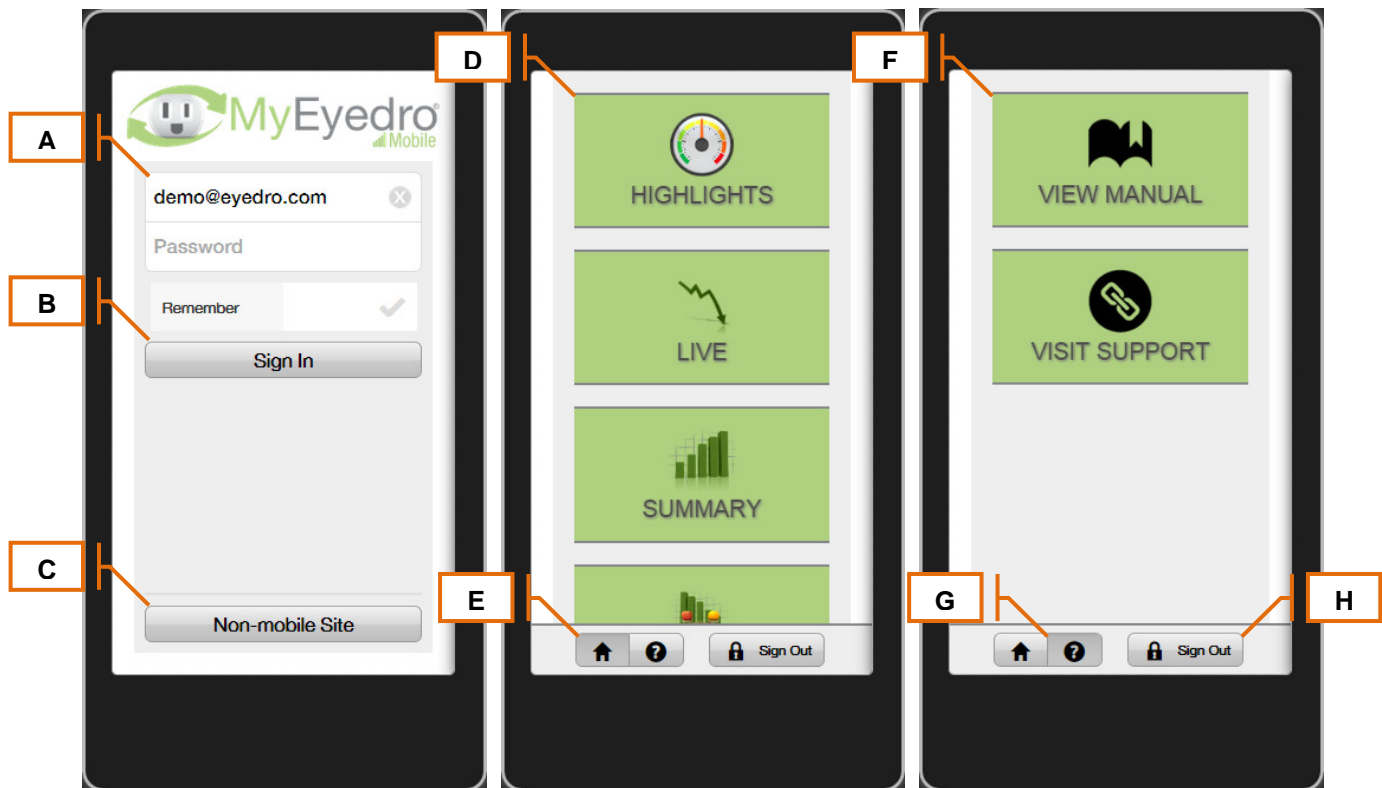 A
MyEyedro®
Mobile
demo@eyedro.com
Password
B
Remember
Sign In
C
Non-mobile Site
D
HIGHLIGHTS
LIVE
SUMMARY
E
Sign Out
F
VIEW MANUAL
VISIT SUPPORT
G
H
Sign Out